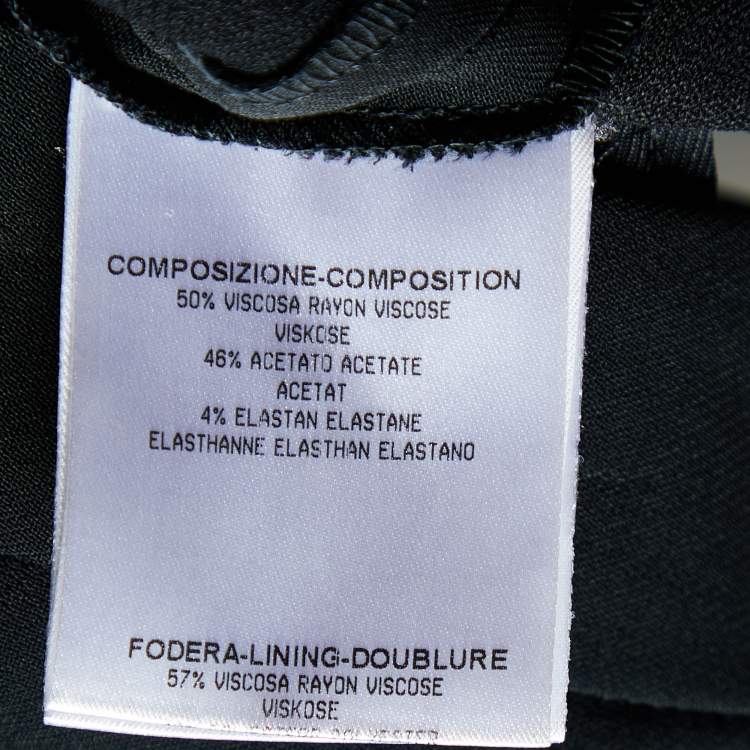 COMPOSIZIONE-COMPOSITION
50% VISCOSA RAYON VISCOSE
VISKOSE
46% ACETATO ACETATE
ACETAT
4% ELASTAN ELASTANE
ELASTHANNE ELASTHAN ELASTANO
FODERA-LINING-DOUBLURE
57% VISCOSA RAYON VISCOSE
VISKOSE